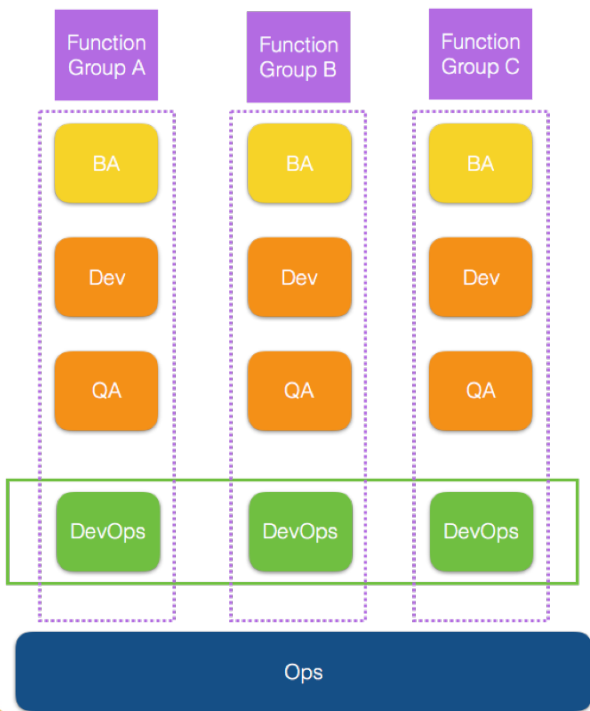 Function
Group A
Function
Group B
Function
Group C
BA
BA
BA
Dev
Dev
Dev
QA
QA
QA
DevOps
DevOps
DevOps
Ops